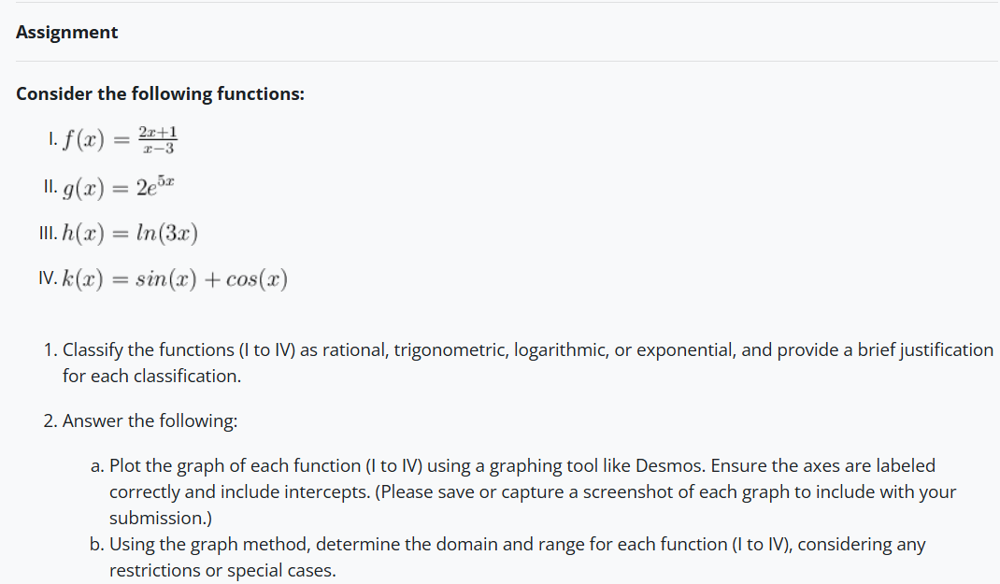 Assignment
Consider the following functions:
I. f(x) = \frac{2x+1}{x-3}
II. g(x) = 2e^{5x}
III. h(x) = ln(3x)
IV. k(x) = sin(x) + cos(x)
1. Classify the functions (I to IV) as rational, trigonometric, logarithmic, or exponential, and provide a brief justification
for each classification.
2. Answer the following:
a. Plot the graph of each function (I to IV) using a graphing tool like Desmos. Ensure the axes are labeled
correctly and include intercepts. (Please save or capture a screenshot of each graph to include with your
submission.)
b. Using the graph method, determine the domain and range for each function (I to IV), considering any
restrictions or special cases.